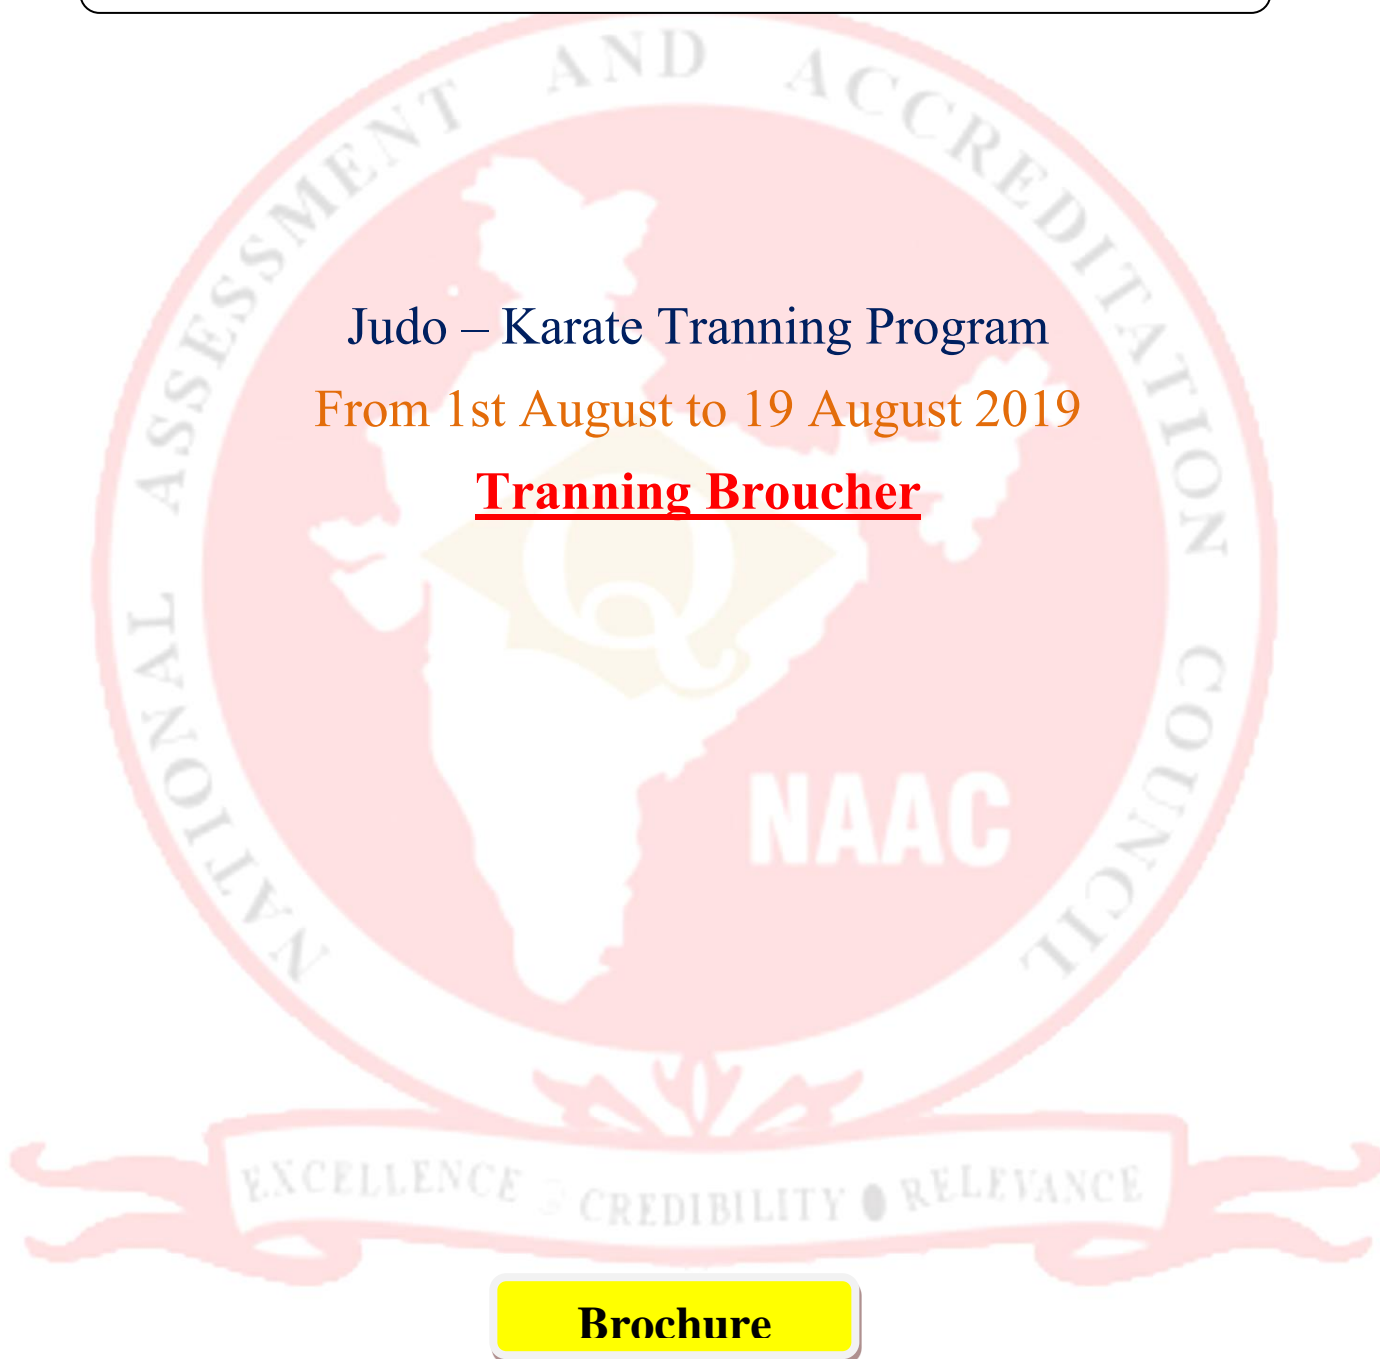 Judo – Karate Tranning Program
From 1st August to 19 August 2019
Tranning Broucher
NATIONAL ASSESSMENT AND ACCREDITATION COUNCIL
NAAC
EXCELLENCE CREDIBILITY RELEVANCE
Brochure